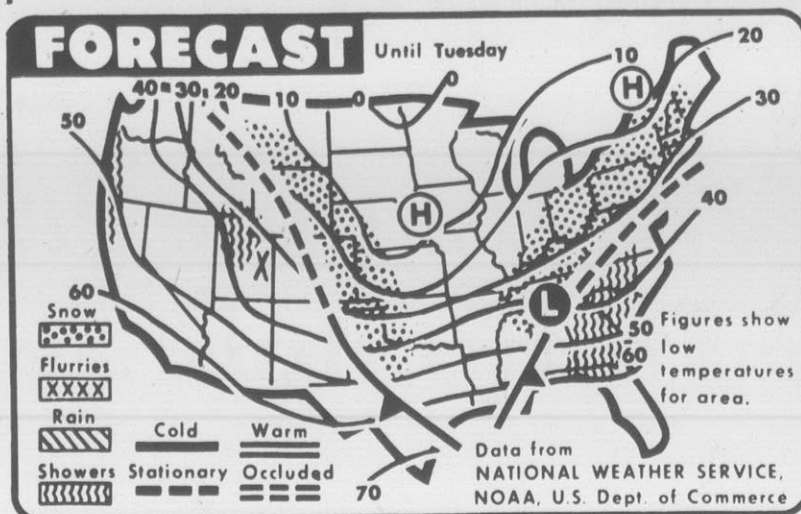 FORECAST
Until Tuesday
10
20
0
40 30 20 10 0
H
30
50
H
40
60
L
50
60
Figures show
low
temperatures
for area.
Snow
Flurries
XXXX
Rain
Cold Warm
Showers Stationary Occluded
70
Data from
NATIONAL WEATHER SERVICE,
NOAA, U.S. Dept. of Commerce